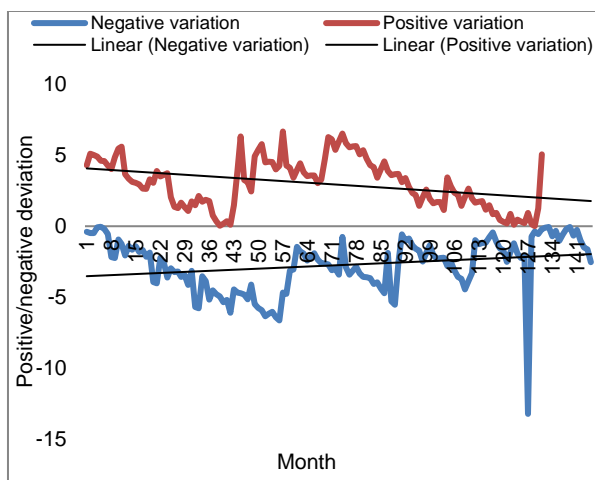 Negative variation Positive variation
Linear (Negative variation) Linear (Positive variation)
10
5
0
-5
-10
-15
Positive/negative deviation
1 8 15 22 29 36 43 50 57 64 71 78 85 92 99 106 113 120 127 134 141
Month